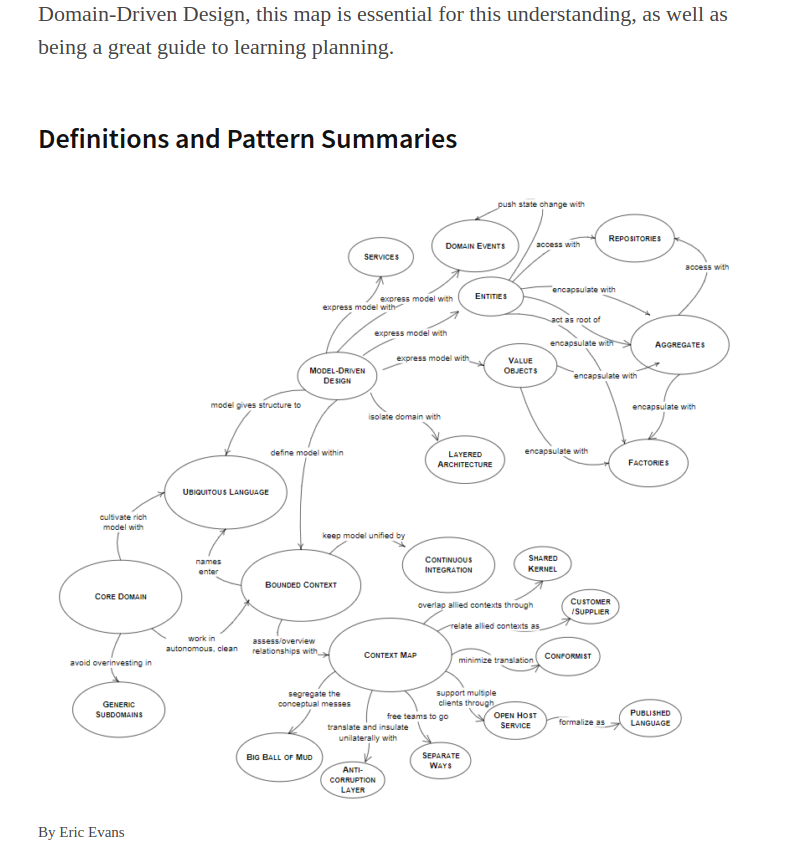 Domain-Driven Design, this map is essential for this understanding, as well as
being a great guide to learning planning.
Definitions and Pattern Summaries
push state change with
SERVICES
DOMAIN EVENTS
access with
REPOSITORIES
access with
express model with
express model with
ENTITIES
encapsulate with
act as root of
express model with
encapsulate with
AGGREGATES
MODEL-DRIVEN
DESIGN
express model with
VALUE
OBJECTS
encapsulate with
model gives structure to
isolate domain with
encapsulate with
define model within
LAYERED
ARCHITECTURE
encapsulate with
FACTORIES
UBIQUITOUS LANGUAGE
cultivate rich
model with
keep model unified by
names
enter
CONTINUOUS
INTEGRATION
SHARED
KERNEL
CORE DOMAIN
BOUNDED CONTEXT
overlap allied contexts through
CUSTOMER
/SUPPLIER
relate allied contexts as
work in
autonomous, clean
assess/overview
relationships with
CONTEXT MAP
minimize translation
CONFORMIST
avoid overinvesting in
GENERIC
SUBDOMAINS
segregate the
conceptual messes
support multiple
clients through
free teams to go
translate and insulate
unilaterally with
OPEN HOST
SERVICE
formalize as
PUBLISHED
LANGUAGE
BIG BALL OF MUD
ANTI-
CORRUPTION
LAYER
SEPARATE
WAYS
By Eric Evans